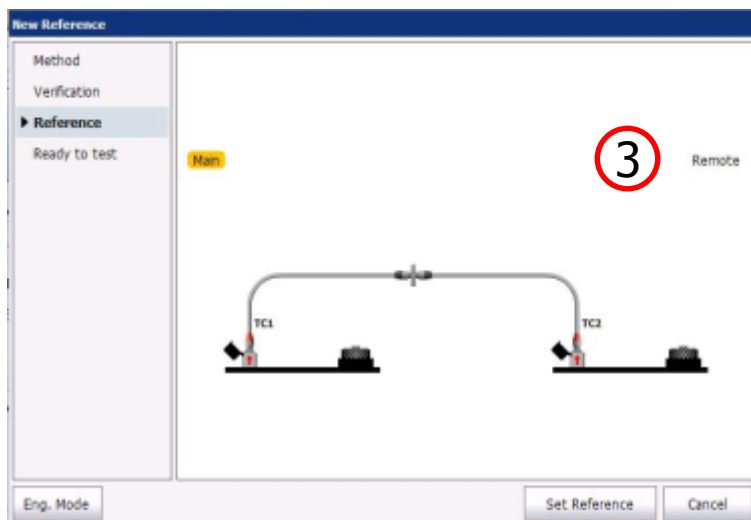 New Reference
Method
Verification
Reference
Ready to test
Main
3
Remote
TC1
TC2
Eng. Mode
Set Reference
Cancel